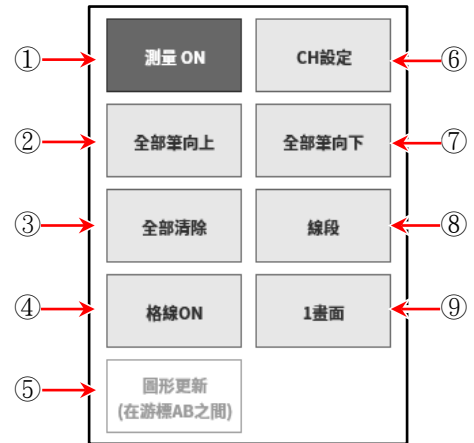 ① 測量 ON CH設定 ⑥
② 全部筆向上 全部筆向下 ⑦
③ 全部清除 線段 ⑧
④ 格線ON 1畫面 ⑨
⑤ 圖形更新
(在游標AB之間)